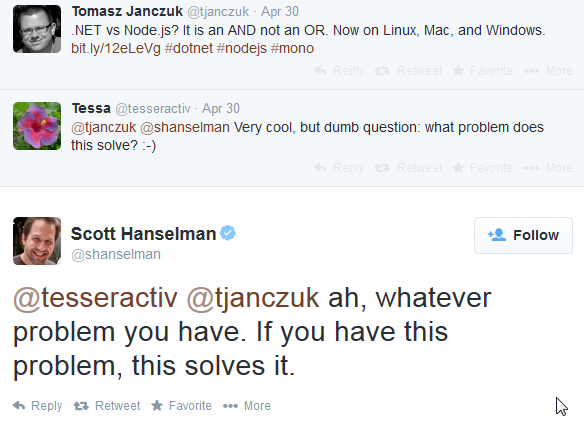 Tomasz Janczuk @tjanczuk · Apr 30
.NET vs Node.js? It is an AND not an OR. Now on Linux, Mac, and Windows.
bit.ly/12eLeVg #dotnet #nodejs #mono
Reply Retweet Favorite More
Tessa @tesseractiv · Apr 30
@tjanczuk @shanselman Very cool, but dumb question: what problem does
this solve? :-)
Reply Retweet Favorite More
Scott Hanselman
@shanselman
Follow
@tesseractiv @tjanczuk ah, whatever
problem you have. If you have this
problem, this solves it.
Reply Retweet Favorite More